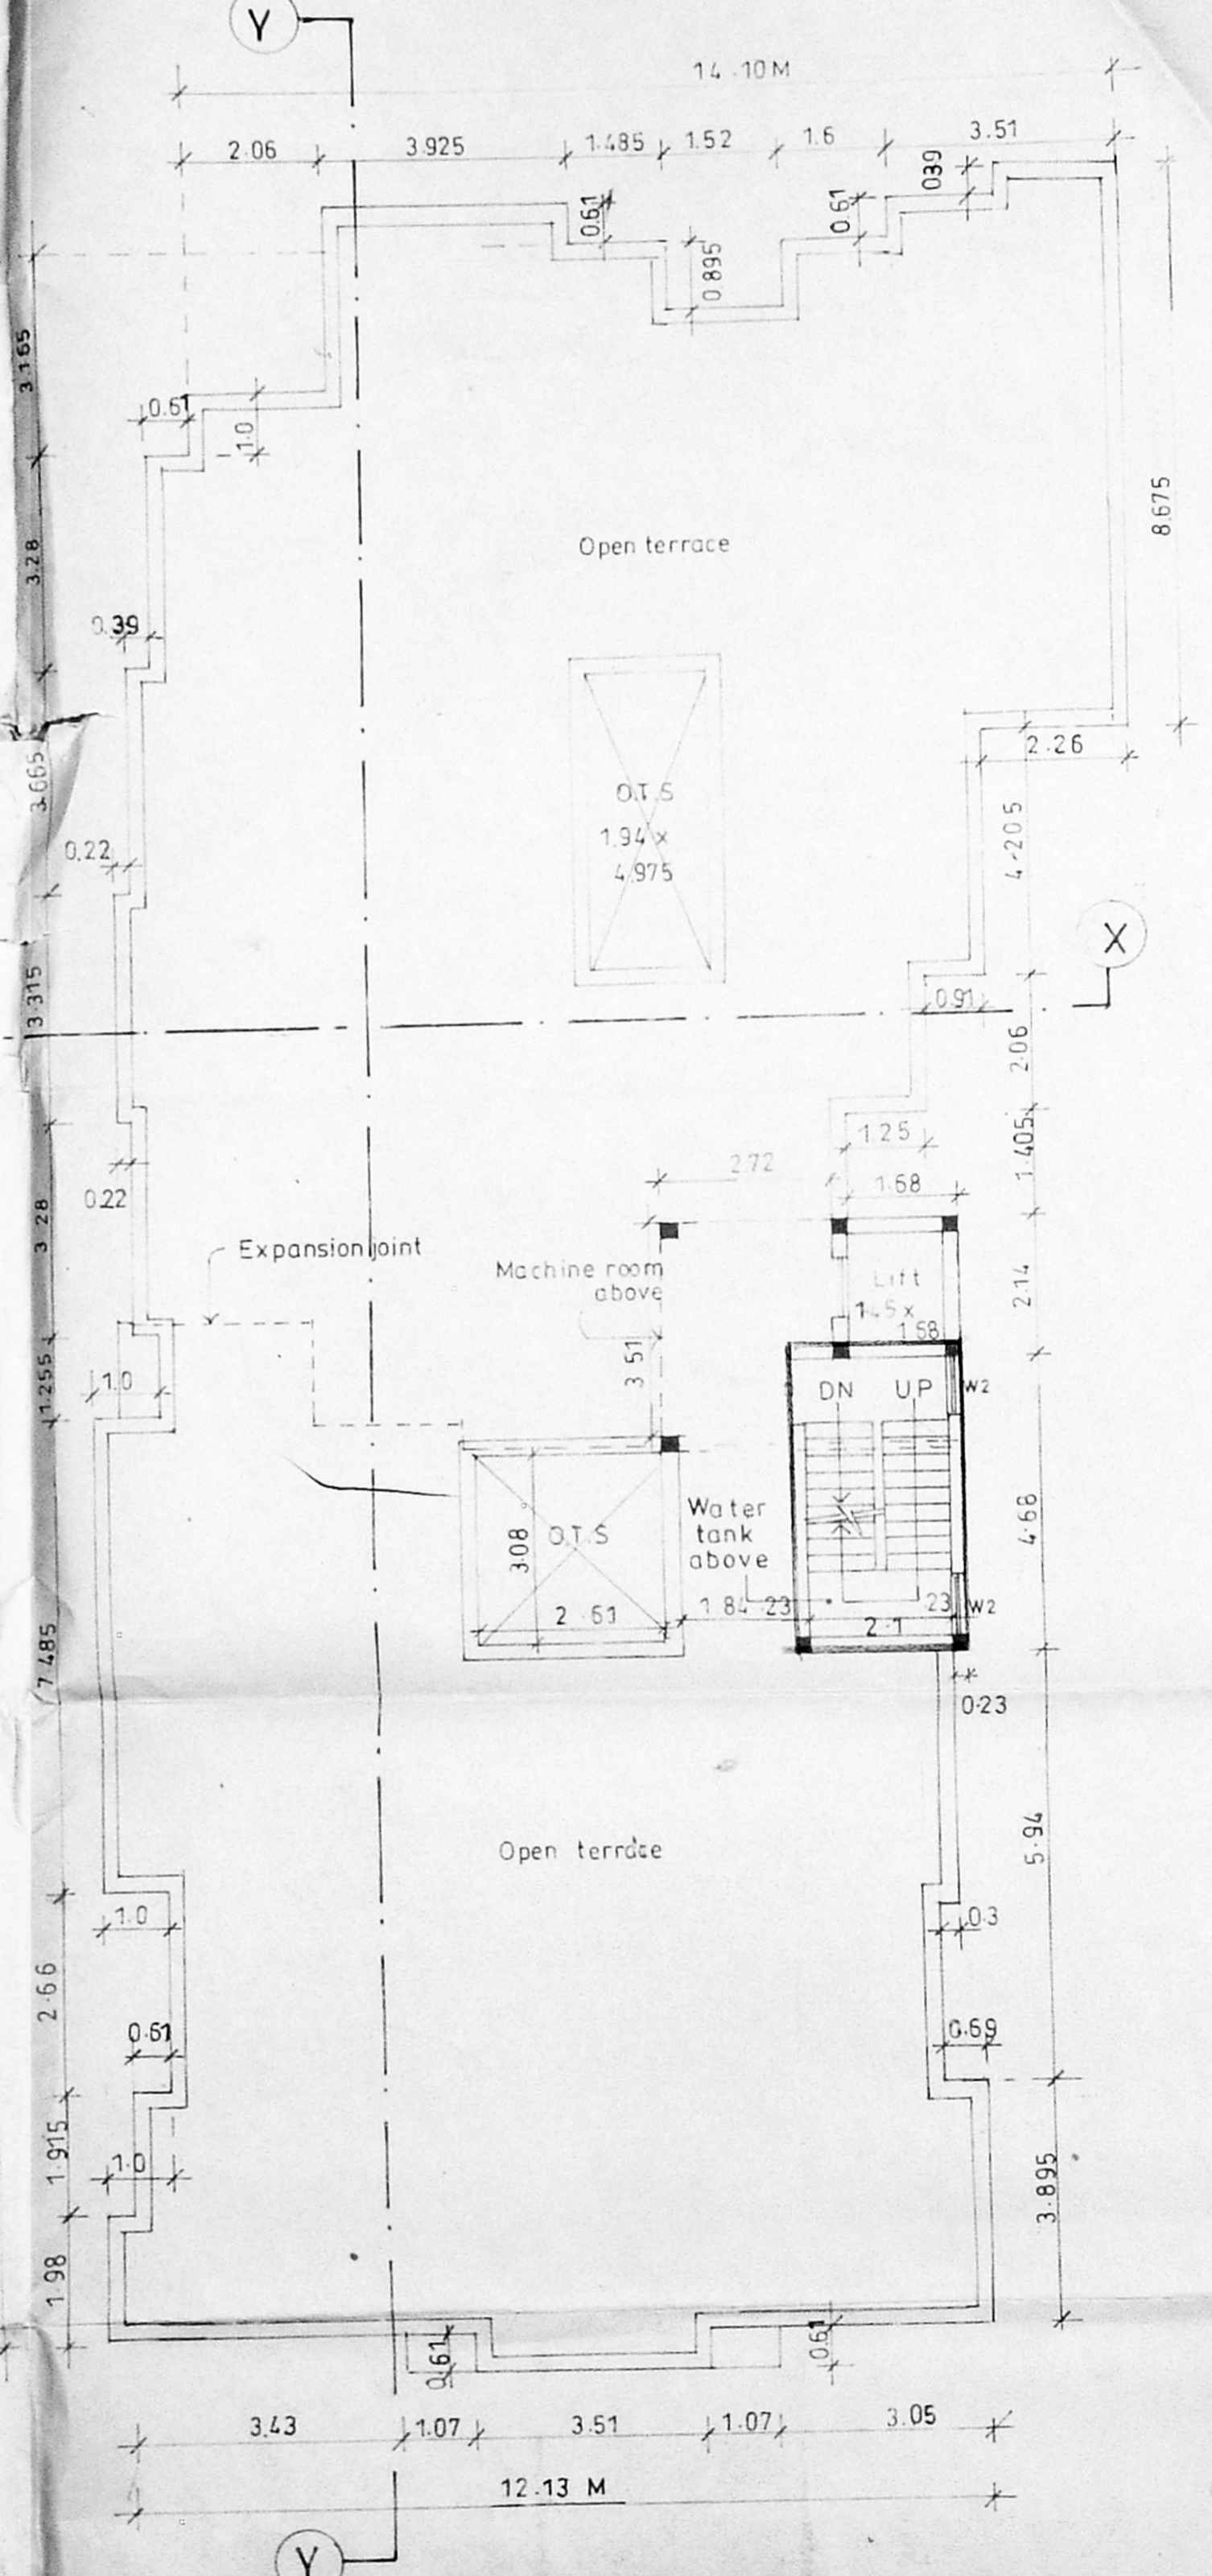 Y
14.10M
2.06
3.925
1.485
1.52
1.6
3.51
0.61
0.61
039
0.895
3.165
0.61
1.0
Open terrace
8.675
3.28
0.39
2.26
O.T.S
1.94 x
4.975
3.665
0.22
4.205
X
0.91
3.315
2.06
1.25
1.405
2.72
1.68
0.22
3 28
Expansion joint
Machine room
above
Lift
1.45 x
1.68
2.14
3 51
1.0
1.255
DN
UP
W2
O.T.S
3.08
2.61
Water
tank
above
4.68
1 84
.23
.23
W2
2.1
7.485
0.23
Open terrace
5.94
1.0
0.3
2.66
0.61
0.69
1.915
1.0
3.895
1.98
0.61
0.61
3.43
1.07
3.51
1.07
3.05
12.13 M
Y